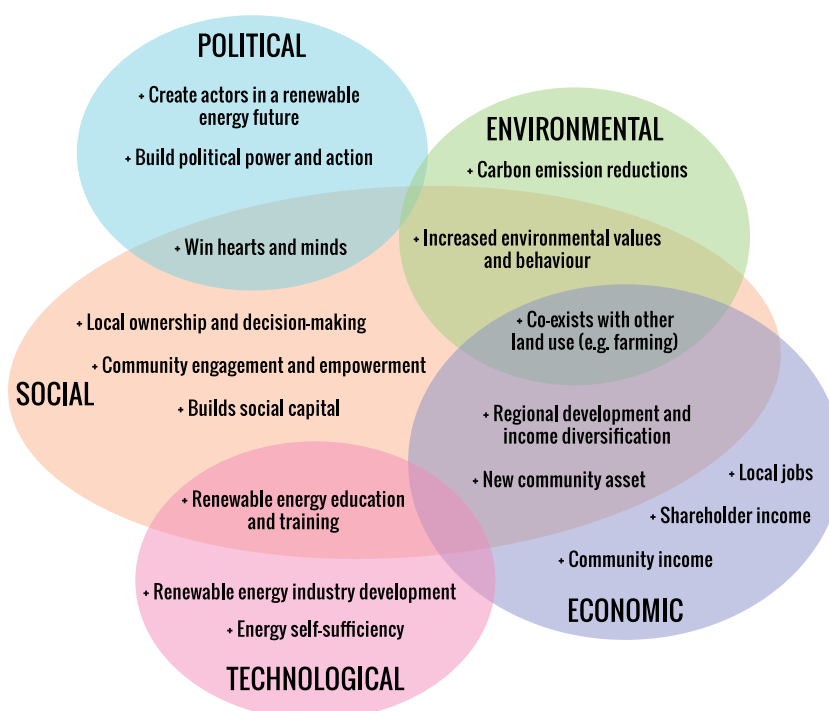 POLITICAL
+ Create actors in a renewable
energy future
+ Build political power and action
ENVIRONMENTAL
+ Carbon emission reductions
+ Win hearts and minds
+ Increased environmental values
and behaviour
+ Local ownership and decision-making
+ Co-exists with other
land use (e.g. farming)
+ Community engagement and empowerment
SOCIAL
+ Builds social capital
+ Regional development and
income diversification
+ New community asset
+ Local jobs
+ Shareholder income
+ Community income
ECONOMIC
+ Renewable energy education
and training
+ Renewable energy industry development
+ Energy self-sufficiency
TECHNOLOGICAL